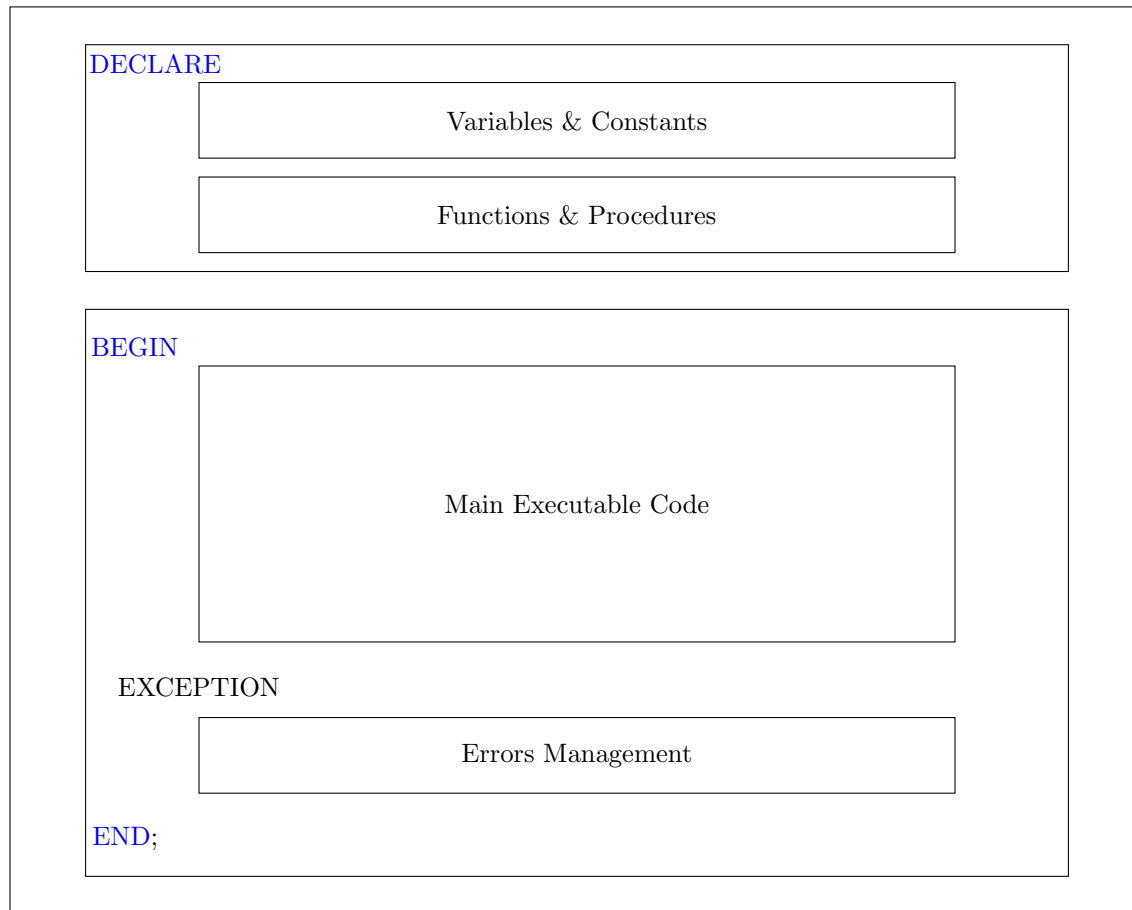 DECLARE
Variables & Constants
Functions & Procedures
BEGIN
Main Executable Code
EXCEPTION
Errors Management
END;